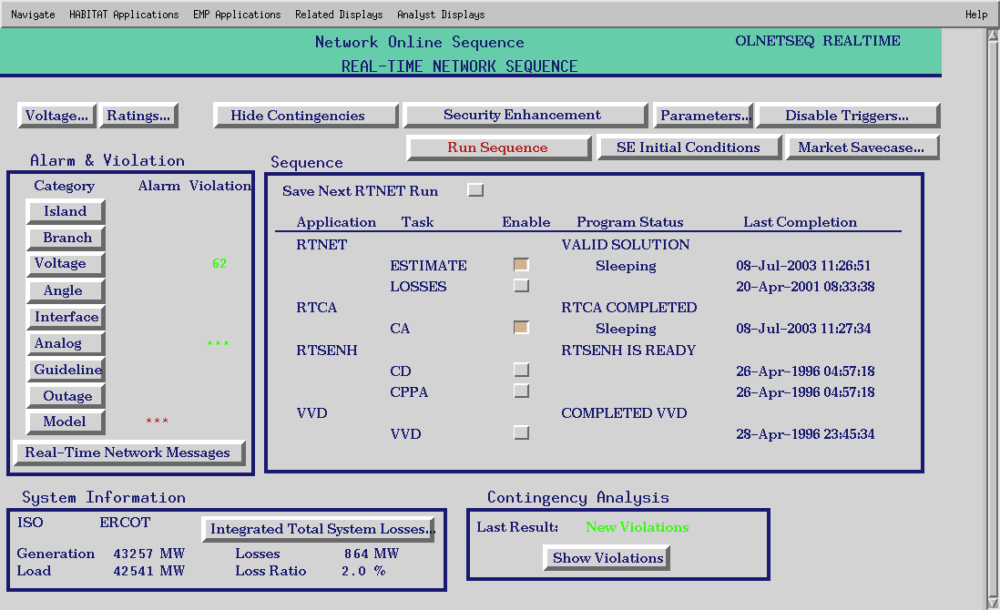 Navigate HABITAT Applications EMP Applications Related Displays Analyst Displays Help
Network Online Sequence OLNETSEQ REALTIME
REAL-TIME NETWORK SEQUENCE
Voltage... Ratings... Hide Contingencies Security Enhancement Parameters... Disable Triggers...
Run Sequence SE Initial Conditions Market Savecase...
Alarm & Violation
Category Alarm Violation
Island
Branch
Voltage 62
Angle
Interface
Analog ***
Guideline
Outage
Model ***
Real-Time Network Messages
Sequence
Save Next RTNET Run
Application Task Enable Program Status Last Completion
RTNET VALID SOLUTION
ESTIMATE Sleeping 08-Jul-2003 11:26:51
LOSSES 20-Apr-2001 08:33:38
RTCA RTCA COMPLETED
CA Sleeping 08-Jul-2003 11:27:34
RTSENH RTSENH IS READY
CD 26-Apr-1996 04:57:18
CPPA 26-Apr-1996 04:57:18
VVD COMPLETED VVD
VVD 28-Apr-1996 23:45:34
System Information
ISO ERCOT Integrated Total System Losses...
Generation 43257 MW Losses 864 MW
Load 42541 MW Loss Ratio 2.0 %
Contingency Analysis
Last Result: New Violations
Show Violations